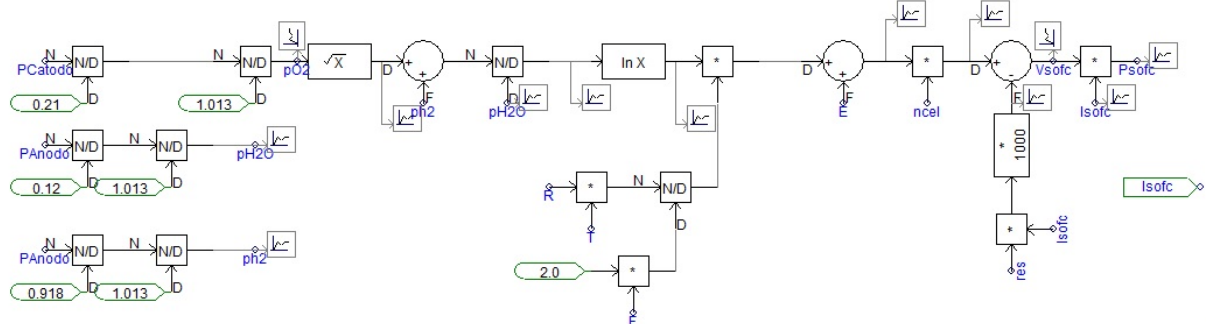 N N pO2 √X D F ph2 N pH2O D ln X * D E F * ncel D F Vsofc * Psofc
PCatodo N/D N/D + + N/D * + + * + - * Isofc
0.21 D 1.013 D
* 1000
PAnodo N N/D N N/D pH2O
0.12 D 1.013 D
R * N N/D
T D
Isofc
* Isofc
res
PAnodo N N/D N N/D ph2
0.918 D 1.013 D
2.0 *
F